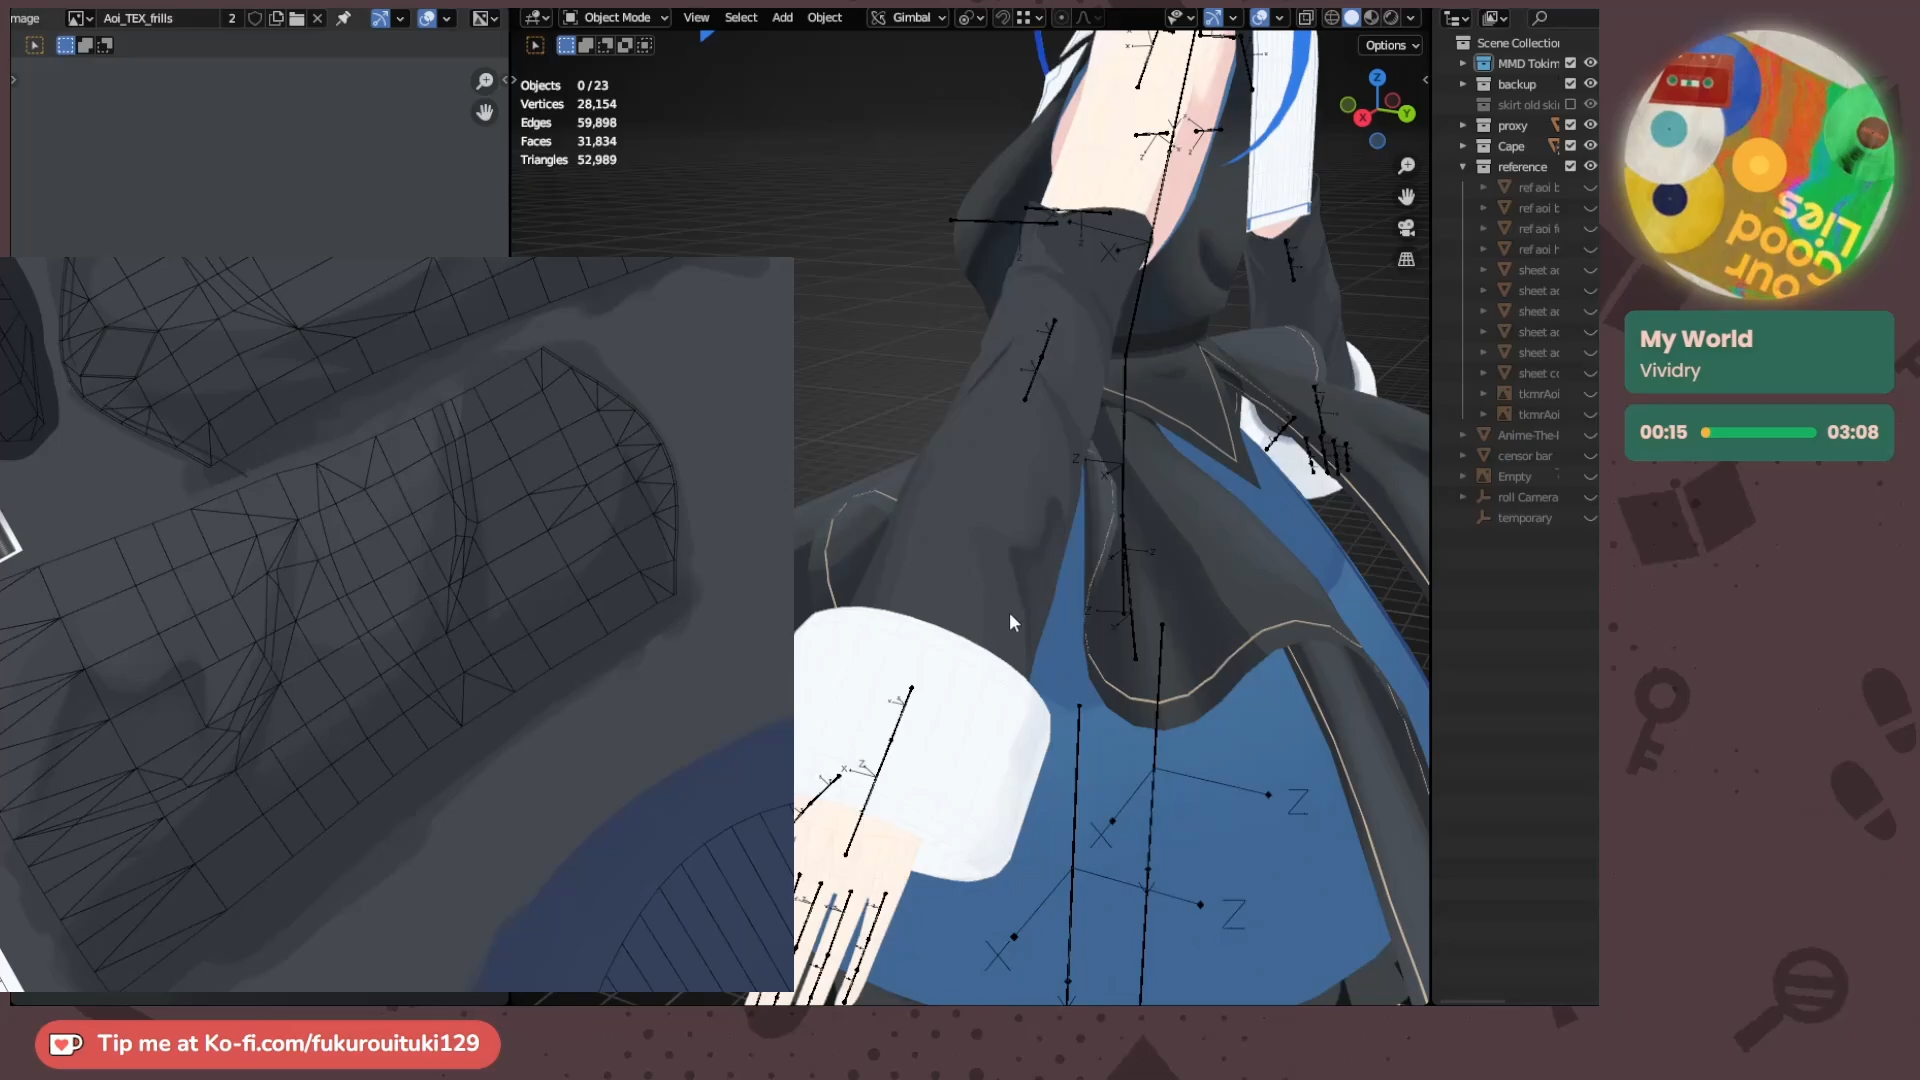 mage
Aoi_TEX_frills
2
Object Mode
View
Select
Add
Object
Gimbal
Options
Objects 0 / 23
Vertices 28,154
Edges 59,898
Faces 31,834
Triangles 52,989
Z
Y
X
Scene Collection
MMD Tokim
backup
skirt old skin
proxy
Cape
reference
ref aoi b
ref aoi b
ref aoi f
ref aoi h
sheet ac
sheet ac
sheet ac
sheet ac
sheet ac
sheet cc
tkmrAoi
tkmrAoi
Anime-The-l
censor bar
Empty
roll Camera
temporary
X
Z
X
Z
Our
Good
Lies
My World
Vividry
00:15
03:08
Tip me at Ko-fi.com/fukurouituki129